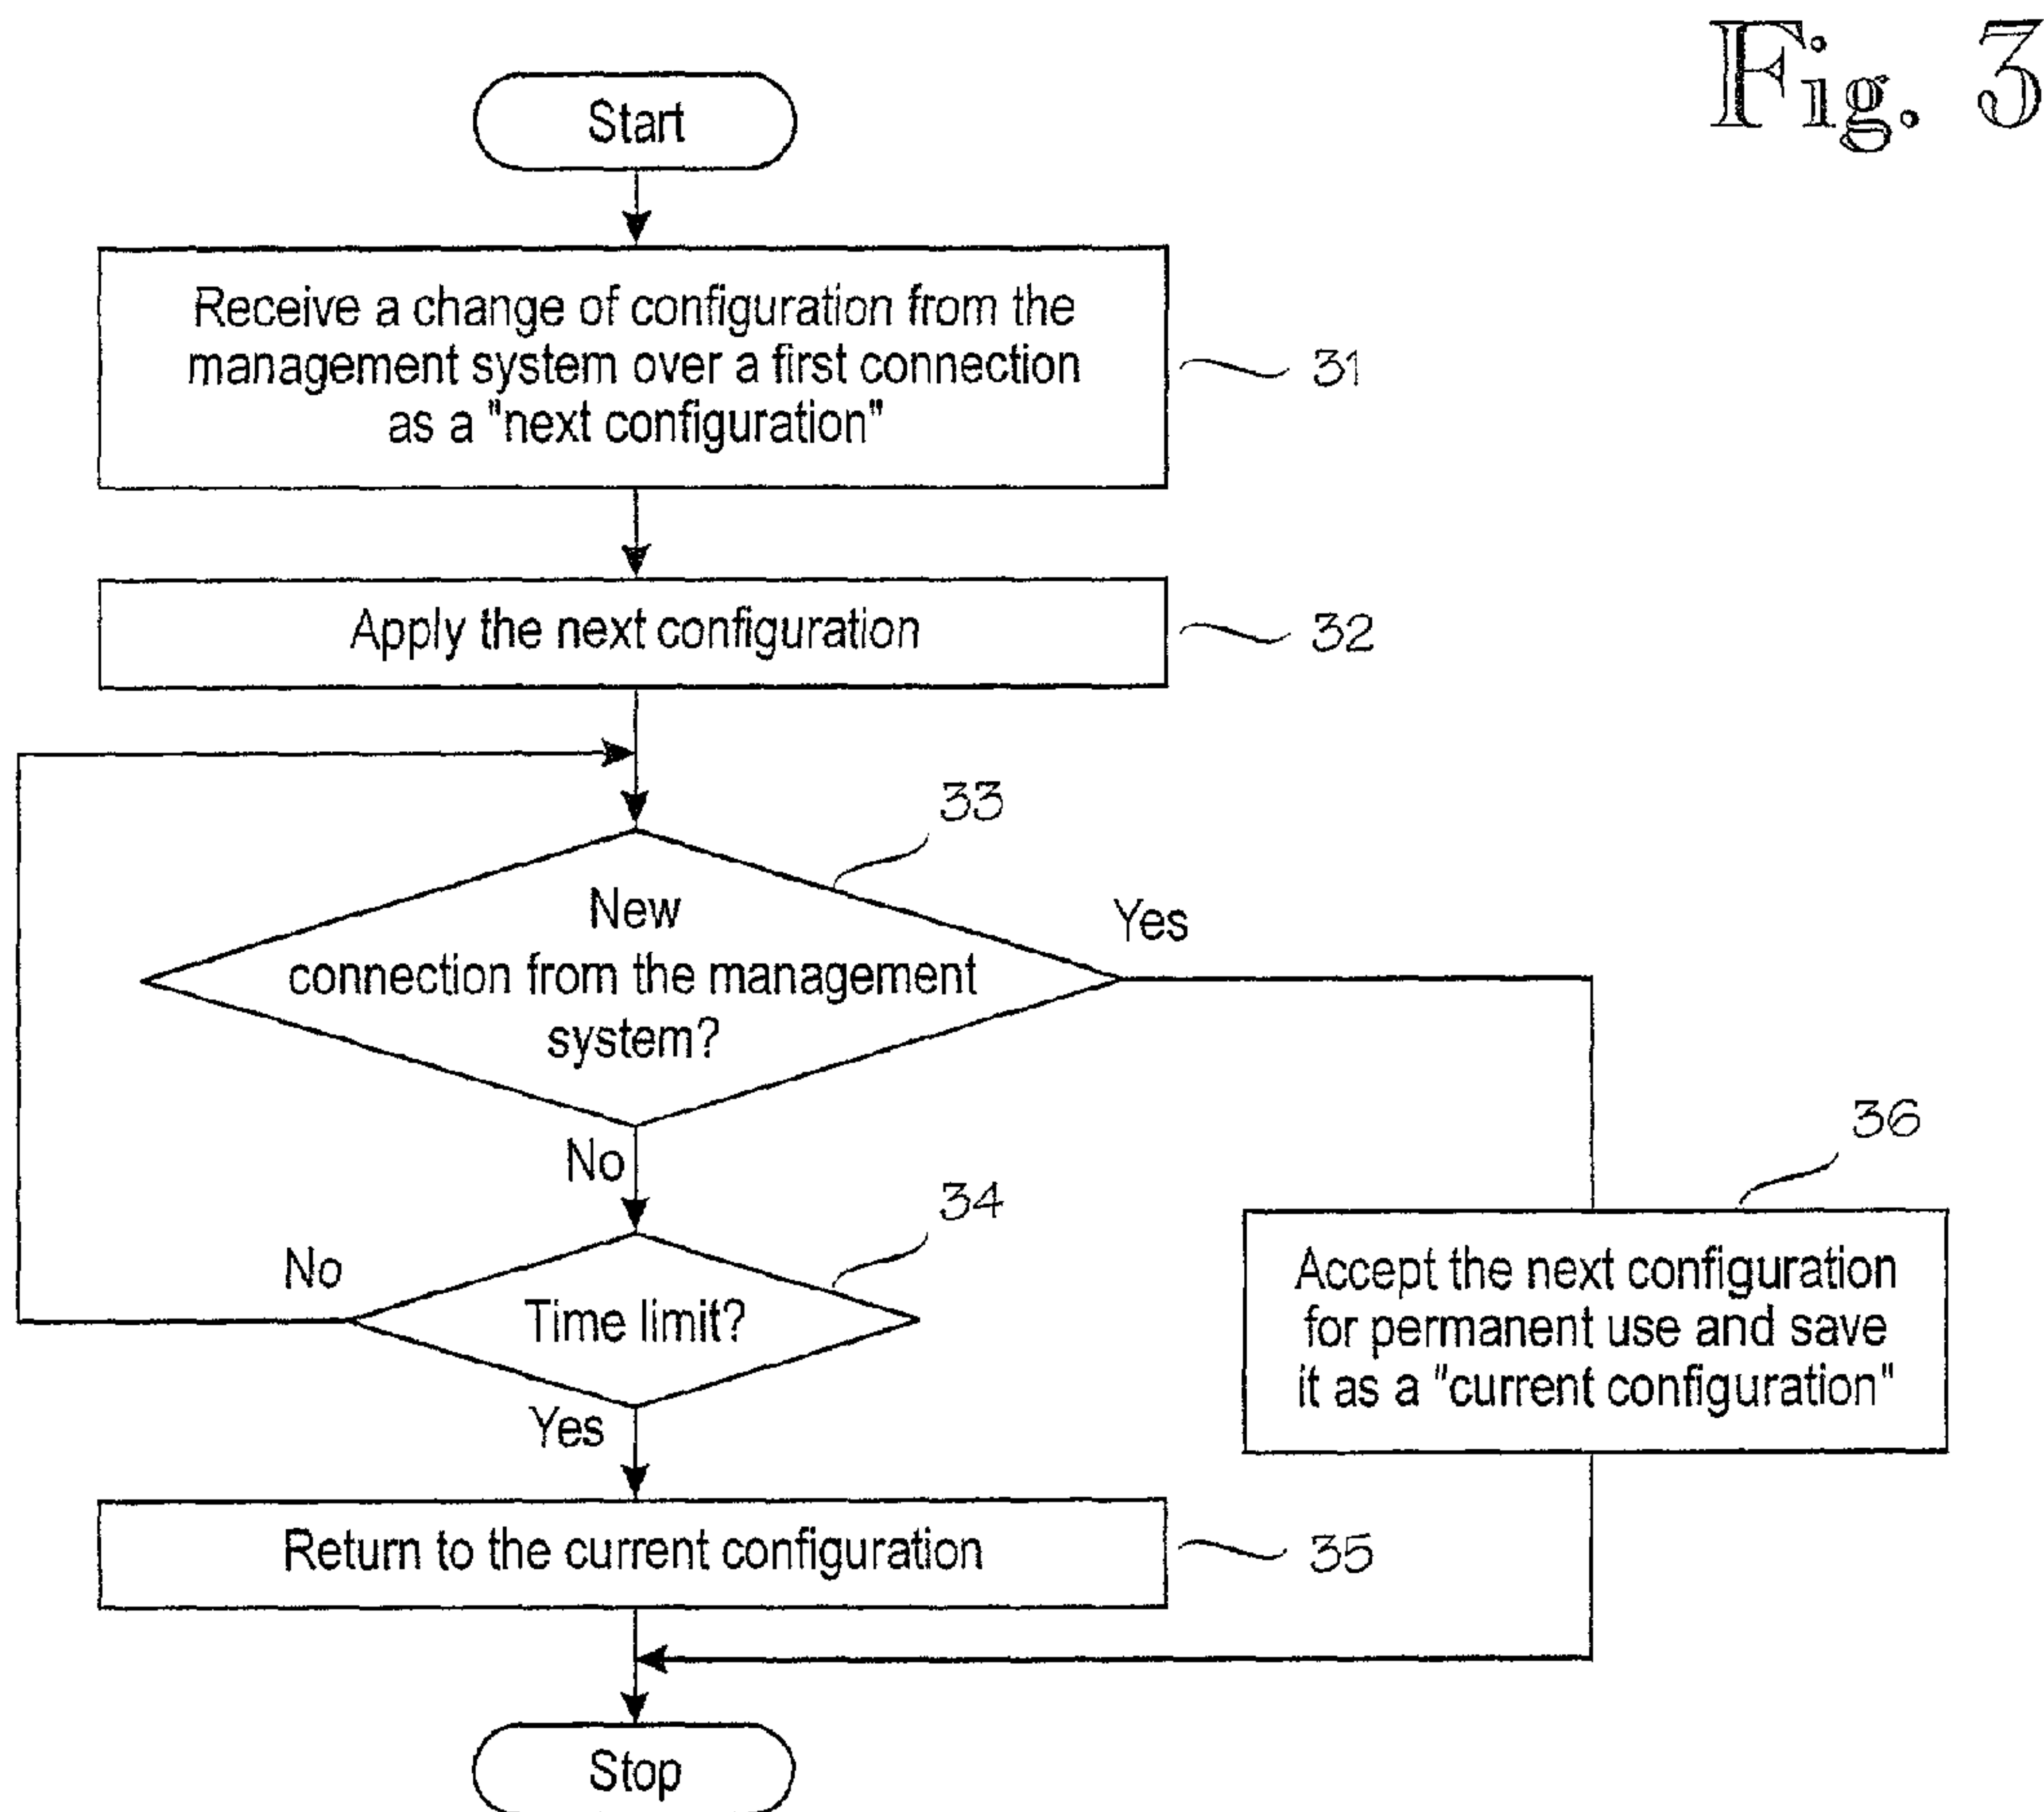 Fig. 3
Start
Receive a change of configuration from the
management system over a first connection
as a "next configuration"
31
Apply the next configuration
32
33
New
connection from the management
system?
Yes
No
34
No
Time limit?
Yes
36
Accept the next configuration
for permanent use and save
it as a "current configuration"
Return to the current configuration
35
Stop